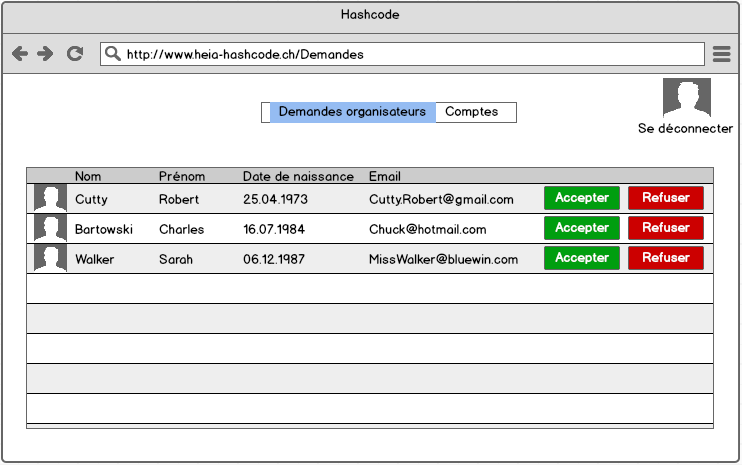 Hashcode
http://www.heia-hashcode.ch/Demandes
Demandes organisateurs Comptes
Se déconnecter
Nom Prénom Date de naissance Email
Cutty Robert 25.04.1973 Cutty.Robert@gmail.com Accepter Refuser
Bartowski Charles 16.07.1984 Chuck@hotmail.com Accepter Refuser
Walker Sarah 06.12.1987 MissWalker@bluewin.com Accepter Refuser